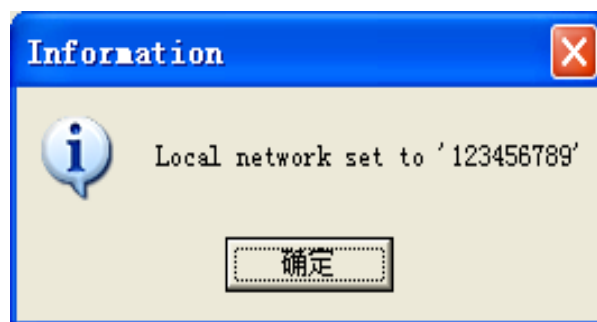 Information
Local network set to '123456789'
确定